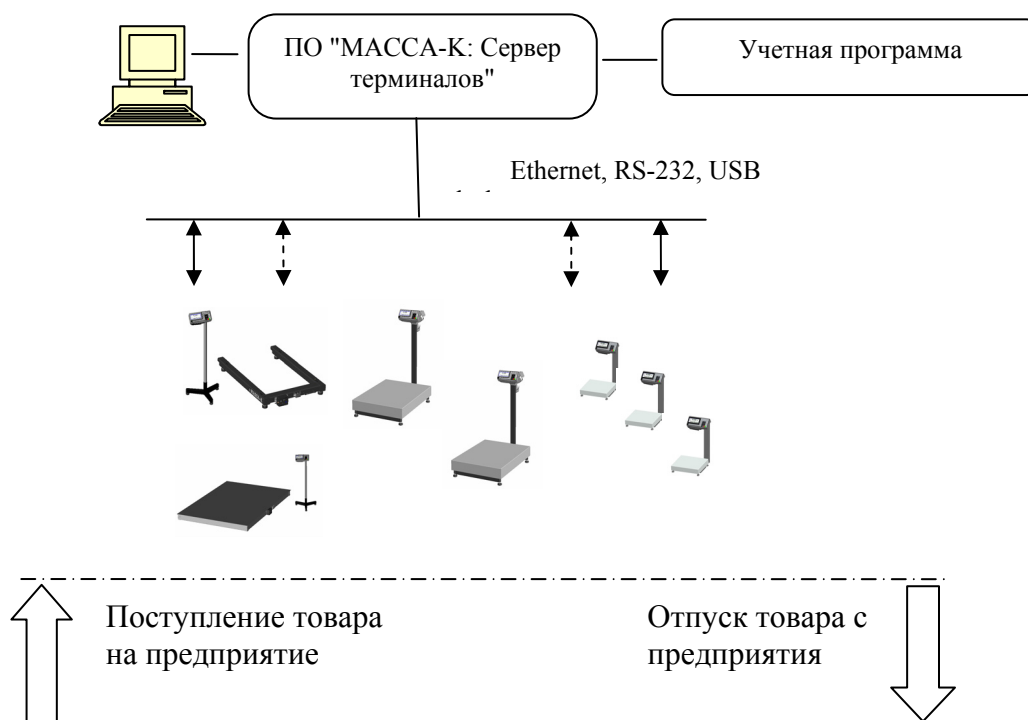 ПО "МАССА-К: Сервер
терминалов"
Учетная программа
Ethernet, RS-232, USB
Поступление товара
на предприятие
Отпуск товара с
предприятия